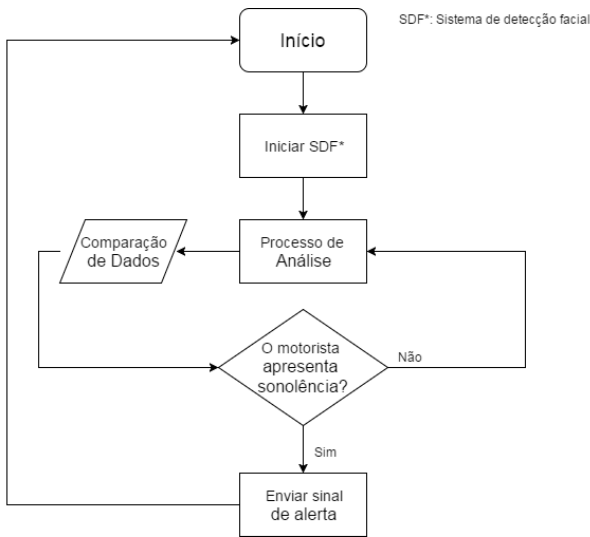 SDF*: Sistema de detecção facial
Início
Iniciar SDF*
Comparação
de Dados
Processo de
Análise
O motorista
apresenta
sonolência?
Não
Sim
Enviar sinal
de alerta